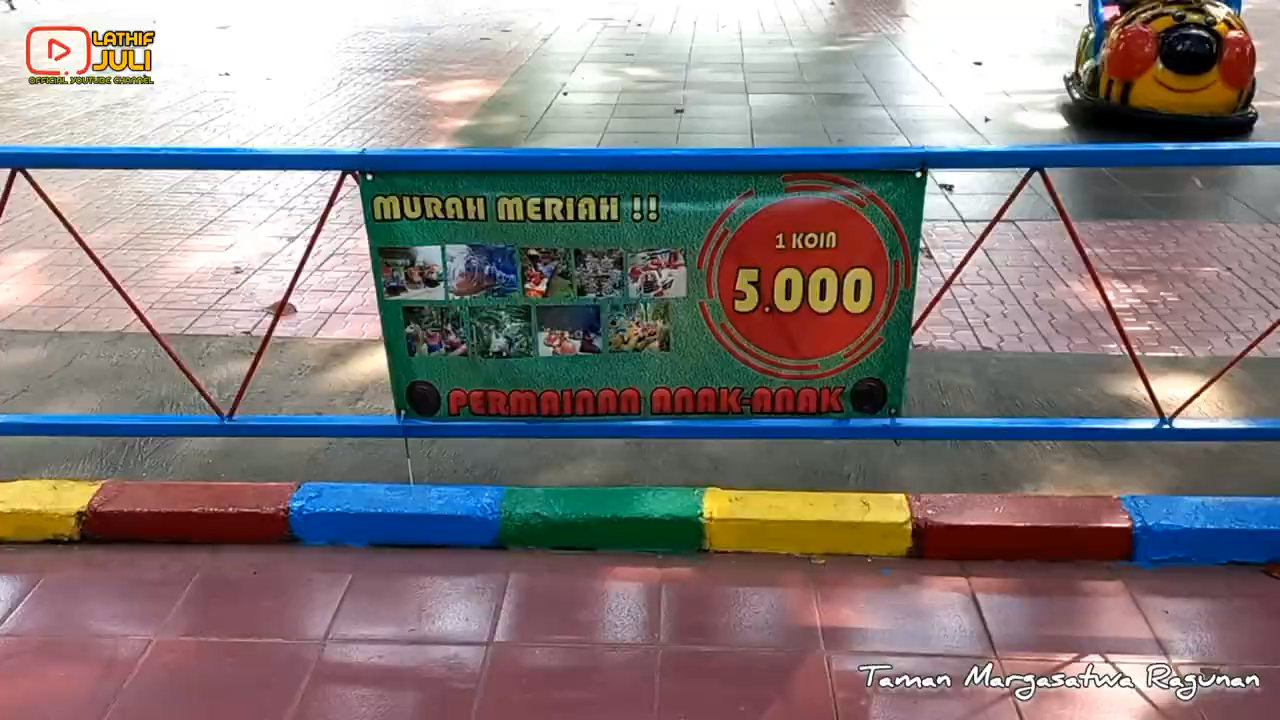 LATHIF
JULI
OFFICIAL YOUTUBE CHANNEL
MURAH MERIAH !!
1 KOIN
5.000
PERMAINAN ANAK-ANAK
Taman Margasatwa Ragunan